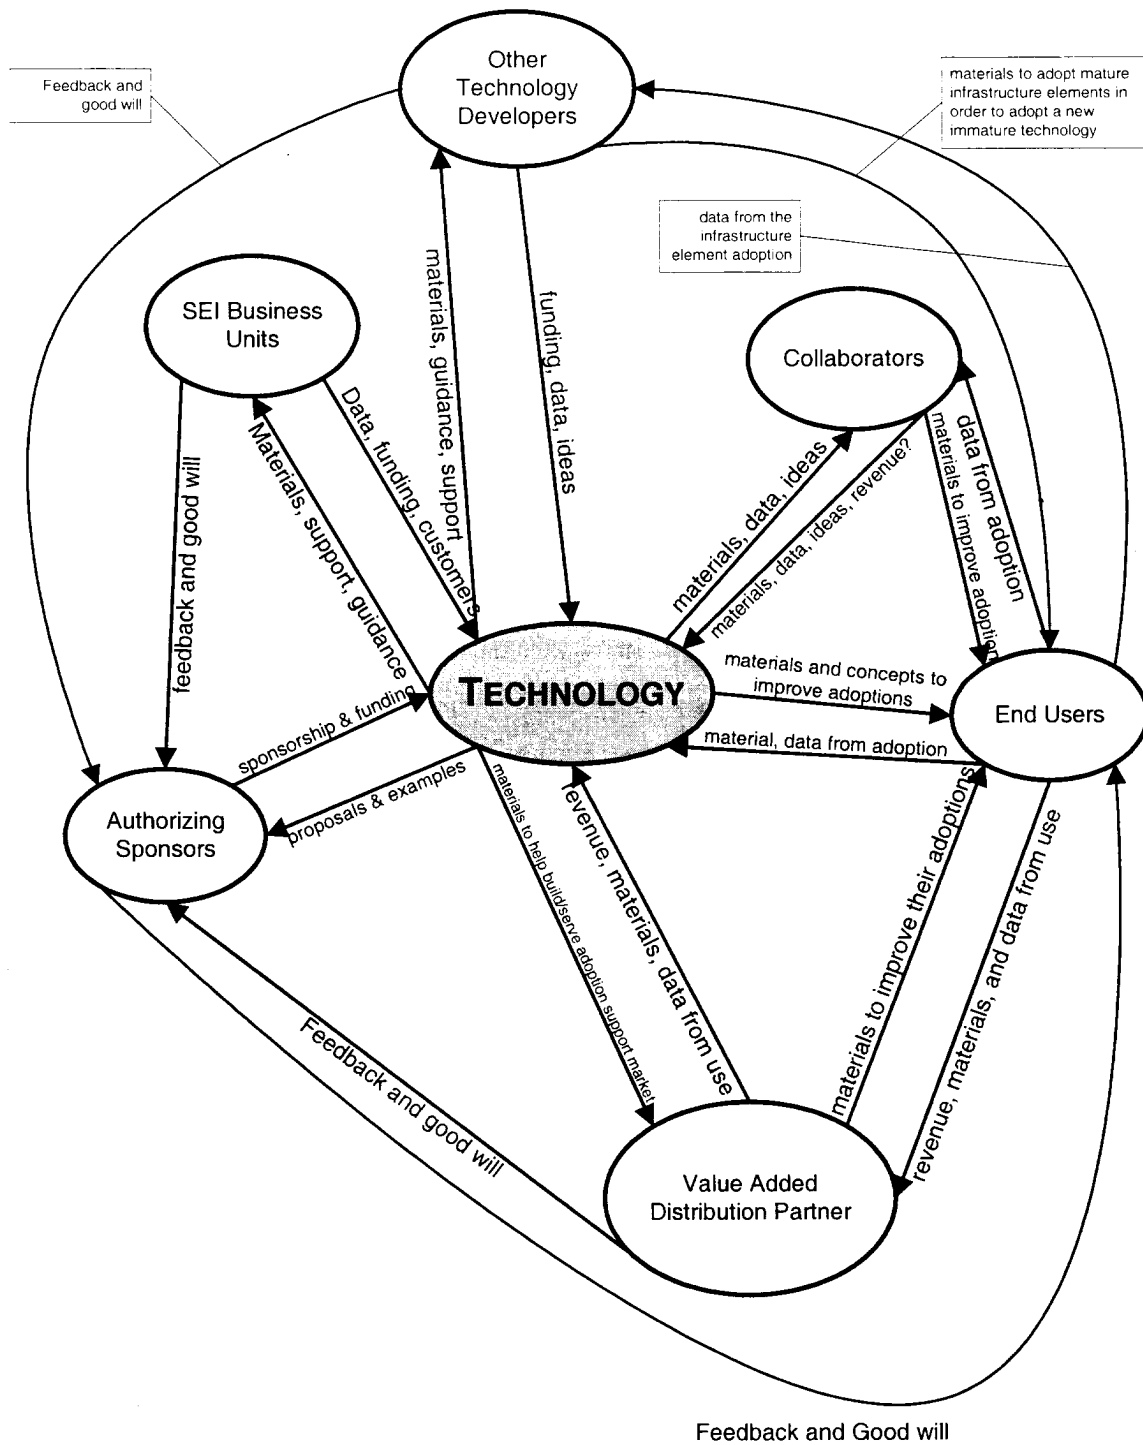 Other
Technology
Developers
Feedback and
good will
materials to adopt mature
infrastructure elements in
order to adopt a new
immature technology
data from the
infrastructure
element adoption
SEI Business
Units
Collaborators
materials, guidance, support
funding, data, ideas
Data, funding, customers
Materials, support, guidance
feedback and good will
materials, data, ideas
materials, data, ideas, revenue?
data from adoption
materials to improve adoption
TECHNOLOGY
materials and concepts to
improve adoptions
material, data from adoption
End Users
sponsorship & funding
proposals & examples
Authorizing
Sponsors
materials to help build/serve adoption support market
revenue, materials, data from use
materials to improve their adoptions
revenue, materials, and data from use
Feedback and good will
Value Added
Distribution Partner
Feedback and Good will